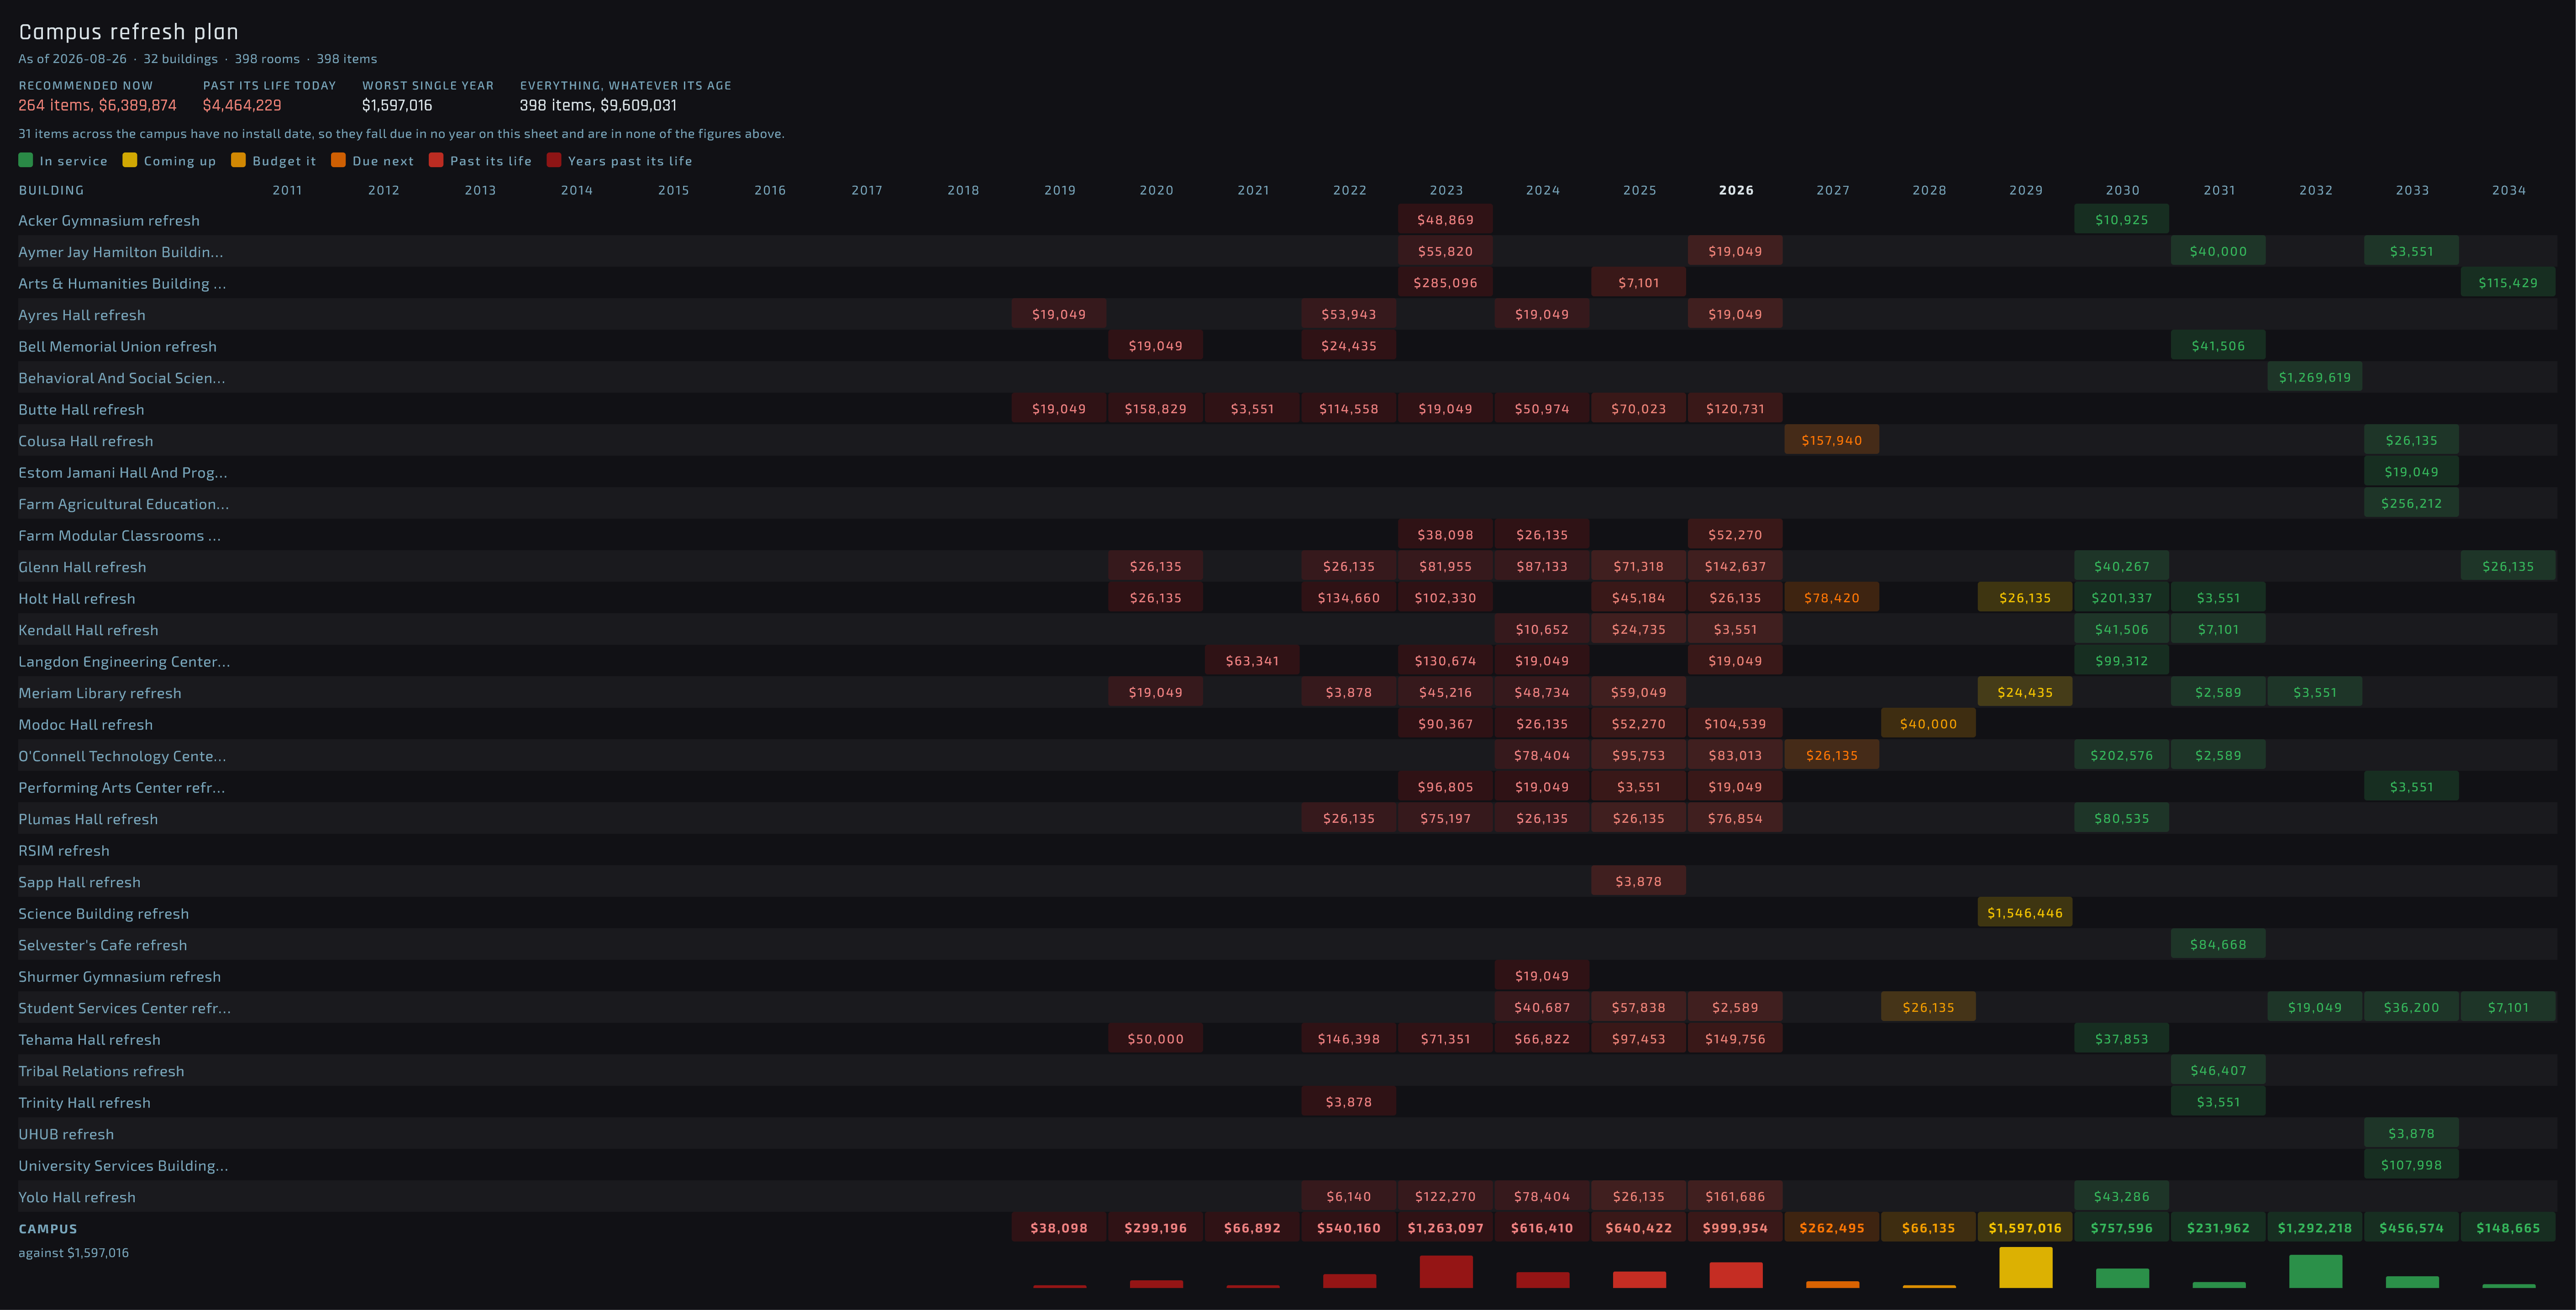 Campus refresh plan
As of 2026-08-26 · 32 buildings · 398 rooms · 398 items
RECOMMENDED NOW PAST ITS LIFE TODAY WORST SINGLE YEAR EVERYTHING, WHATEVER ITS AGE
264 items, $6,389,874 $4,464,229 $1,597,016 398 items, $9,609,031
31 items across the campus have no install date, so they fall due in no year on this sheet and are in none of the figures above.
In service Coming up Budget it Due next Past its life Years past its life
BUILDING 2011 2012 2013 2014 2015 2016 2017 2018 2019 2020 2021 2022 2023 2024 2025 2026 2027 2028 2029 2030 2031 2032 2033 2034
Acker Gymnasium refresh $48,869 $10,925
Aymer Jay Hamilton Buildin... $55,820 $19,049 $40,000 $3,551
Arts & Humanities Building ... $285,096 $7,101 $115,429
Ayres Hall refresh $19,049 $53,943 $19,049 $19,049
Bell Memorial Union refresh $19,049 $24,435 $41,506
Behavioral And Social Scien... $1,269,619
Butte Hall refresh $19,049 $158,829 $3,551 $114,558 $19,049 $50,974 $70,023 $120,731
Colusa Hall refresh $157,940 $26,135
Estom Jamani Hall And Prog... $19,049
Farm Agricultural Education... $256,212
Farm Modular Classrooms ... $38,098 $26,135 $52,270
Glenn Hall refresh $26,135 $26,135 $81,955 $87,133 $71,318 $142,637 $40,267 $26,135
Holt Hall refresh $26,135 $134,660 $102,330 $45,184 $26,135 $78,420 $26,135 $201,337 $3,551
Kendall Hall refresh $10,652 $24,735 $3,551 $41,506 $7,101
Langdon Engineering Center... $63,341 $130,674 $19,049 $19,049 $99,312
Meriam Library refresh $19,049 $3,878 $45,216 $48,734 $59,049 $24,435 $2,589 $3,551
Modoc Hall refresh $90,367 $26,135 $52,270 $104,539 $40,000
O'Connell Technology Cente... $78,404 $95,753 $83,013 $26,135 $202,576 $2,589
Performing Arts Center refr... $96,805 $19,049 $3,551 $19,049 $3,551
Plumas Hall refresh $26,135 $75,197 $26,135 $26,135 $76,854 $80,535
RSIM refresh
Sapp Hall refresh $3,878
Science Building refresh $1,546,446
Selvester's Cafe refresh $84,668
Shurmer Gymnasium refresh $19,049
Student Services Center refr... $40,687 $57,838 $2,589 $26,135 $19,049 $36,200 $7,101
Tehama Hall refresh $50,000 $146,398 $71,351 $66,822 $97,453 $149,756 $37,853
Tribal Relations refresh $46,407
Trinity Hall refresh $3,878 $3,551
UHUB refresh $3,878
University Services Building... $107,998
Yolo Hall refresh $6,140 $122,270 $78,404 $26,135 $161,686 $43,286
CAMPUS $38,098 $299,196 $66,892 $540,160 $1,263,097 $616,410 $640,422 $999,954 $262,495 $66,135 $1,597,016 $757,596 $231,962 $1,292,218 $456,574 $148,665
against $1,597,016